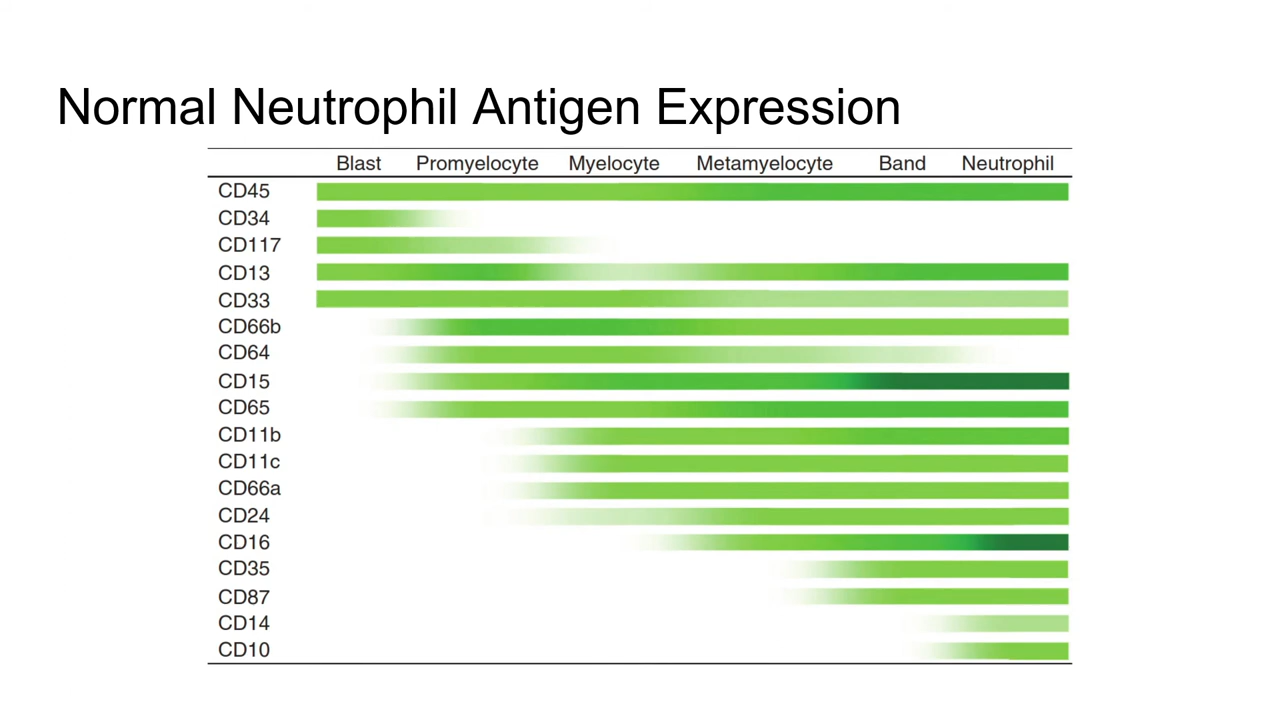 Normal Neutrophil Antigen Expression
Blast Promyelocyte Myelocyte Metamyelocyte Band Neutrophil
CD45
CD34
CD117
CD13
CD33
CD66b
CD64
CD15
CD65
CD11b
CD11c
CD66a
CD24
CD16
CD35
CD87
CD14
CD10